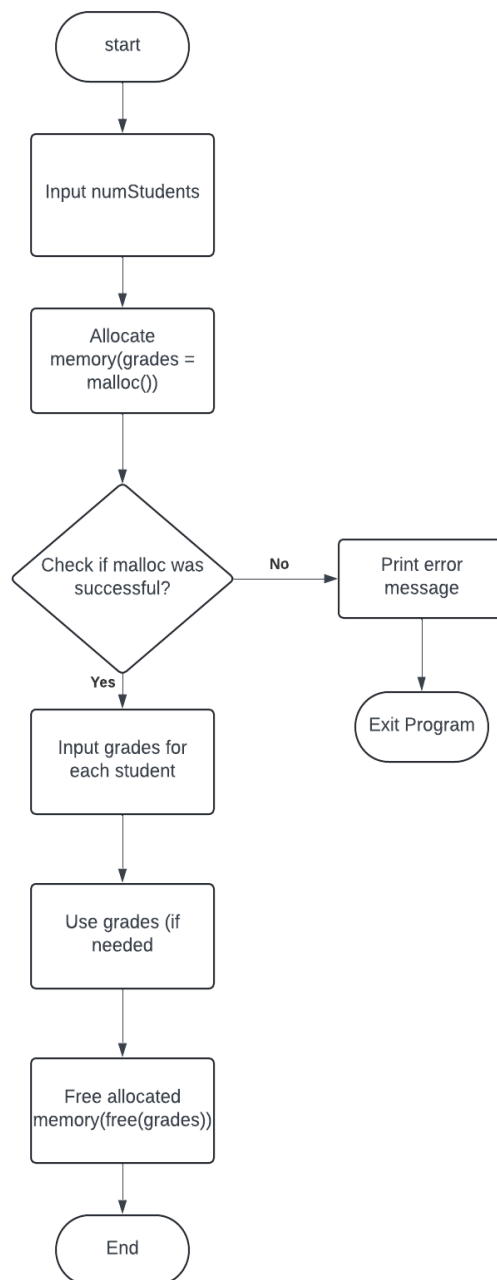 start
Input numStudents
Allocate
memory(grades =
malloc())
Check if malloc was
successful?
No
Print error
message
Exit Program
Yes
Input grades for
each student
Use grades (if
needed
Free allocated
memory(free(grades))
End